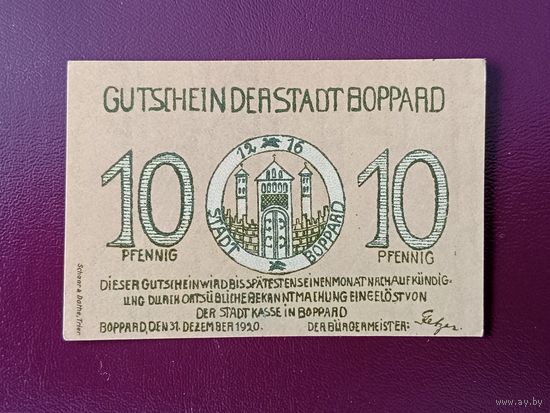 GUTSCHEIN DER STADT BOPPARD
12 16
10 10
STADT BOPPARD
PFENNIG PFENNIG
DIESER GUTSCHEIN WIRD BIS SPÄTESTENS EINEN MONAT NACH AUFKÜNDIG-
UNG DURCH ORTSÜBLICHE BEKANNTMACHUNG EINGELÖST VON
DER STADT KASSE IN BOPPARD
BOPPARD, DEN 31. DEZEMBER 1920. DER BÜRGERMEISTER:
Schaar & Dathe, Trier.
www.ay.by